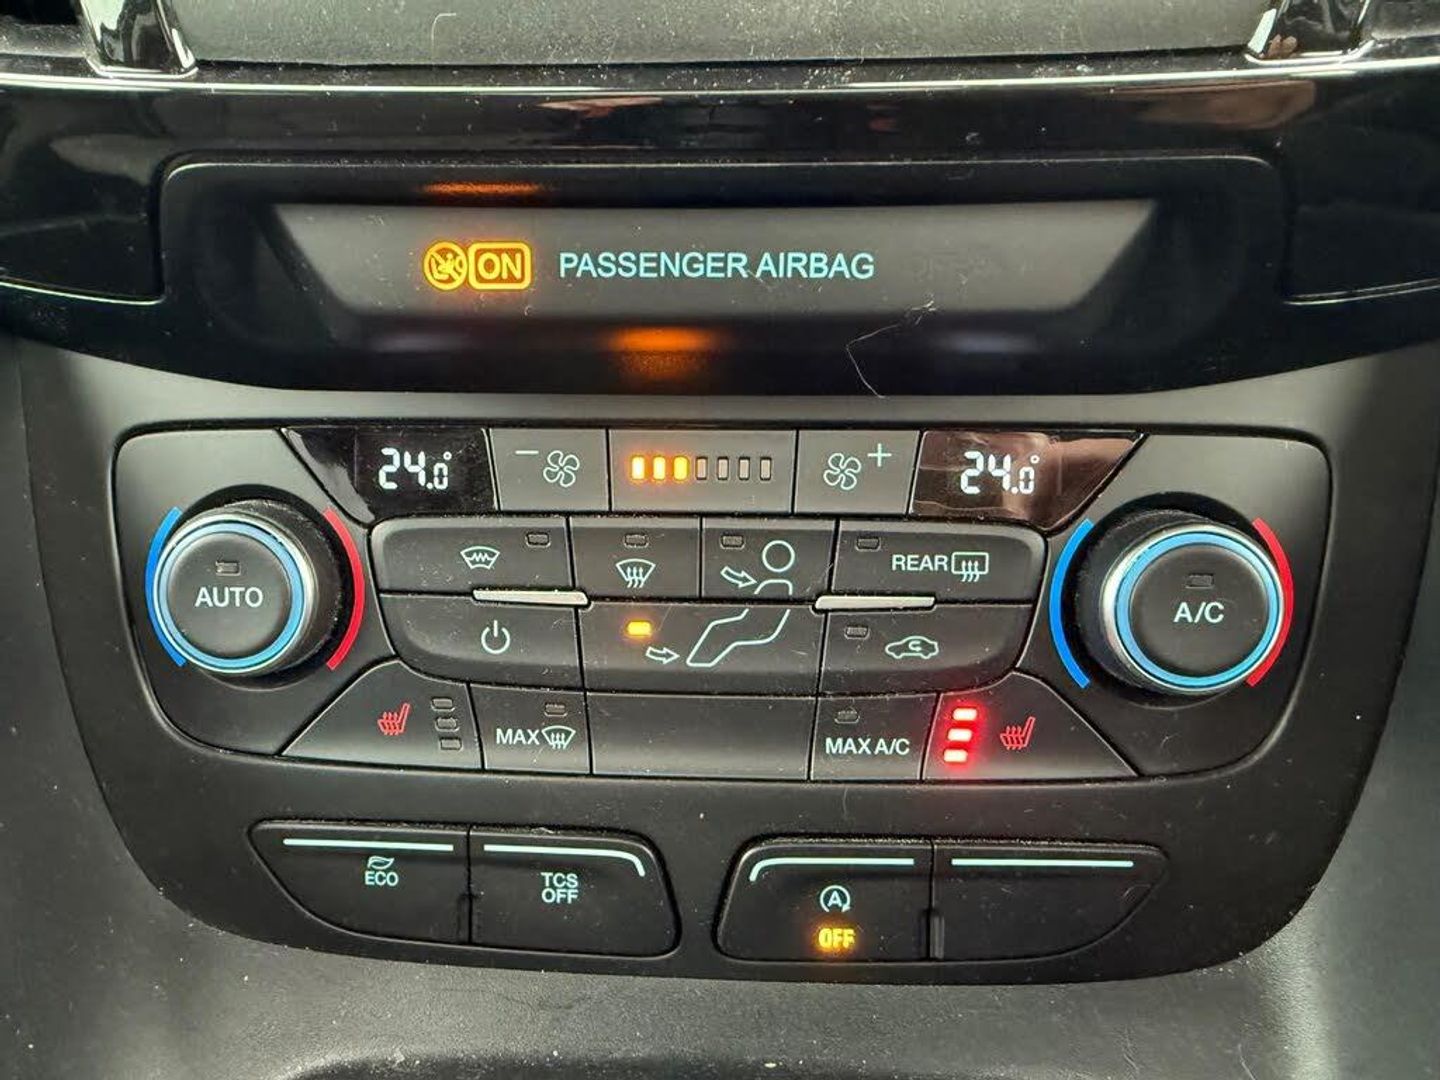 ON PASSENGER AIRBAG
24.0° - + 24.0°
AUTO
REAR
A/C
MAX
MAX A/C
ECO
TCS
OFF
A
OFF